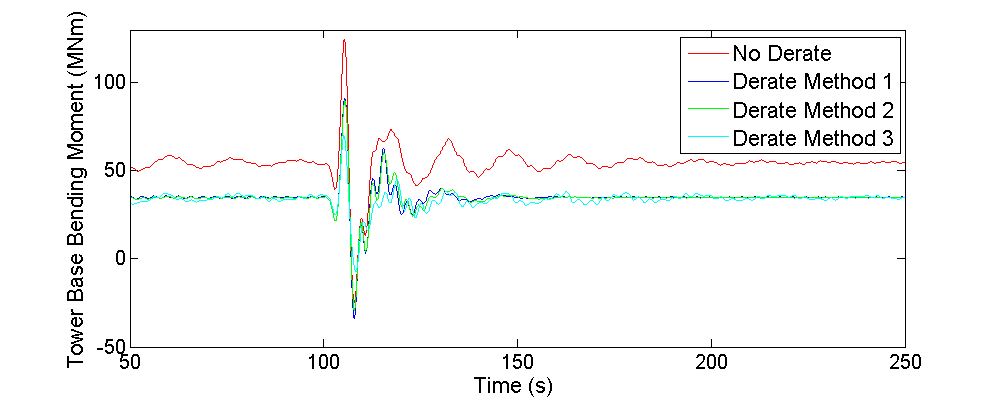 Tower Base Bending Moment (MNm)
100
50
0
-50
50
100
150
200
250
Time (s)
No Derate
Derate Method 1
Derate Method 2
Derate Method 3